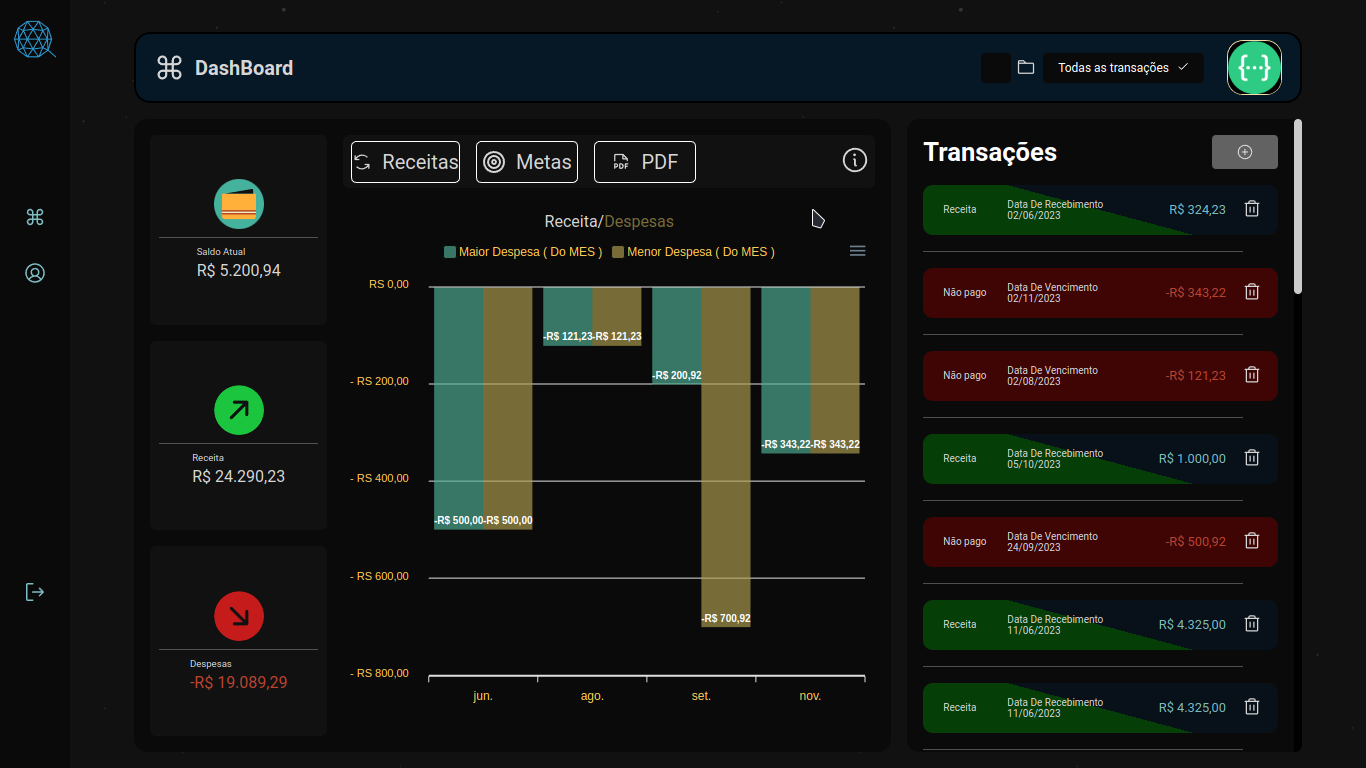 DashBoard
Todas as transações
Saldo Atual
R$ 5.200,94
Receita
R$ 24.290,23
Despesas
-R$ 19.089,29
Receitas
Metas
PDF
PDF
Receita/Despesas
Maior Despesa ( Do MES )
Menor Despesa ( Do MES )
RS 0,00
- RS 200,00
- RS 400,00
- RS 600,00
- RS 800,00
-R$ 500,00
-R$ 500,00
-R$ 121,23
-R$ 121,23
-R$ 200,92
-R$ 700,92
-R$ 343,22
-R$ 343,22
jun.
ago.
set.
nov.
Transações
Receita
Data De Recebimento
02/06/2023
R$ 324,23
Não pago
Data De Vencimento
02/11/2023
-R$ 343,22
Não pago
Data De Vencimento
02/08/2023
-R$ 121,23
Receita
Data De Recebimento
05/10/2023
R$ 1.000,00
Não pago
Data De Vencimento
24/09/2023
-R$ 500,92
Receita
Data De Recebimento
11/06/2023
R$ 4.325,00
Receita
Data De Recebimento
11/06/2023
R$ 4.325,00